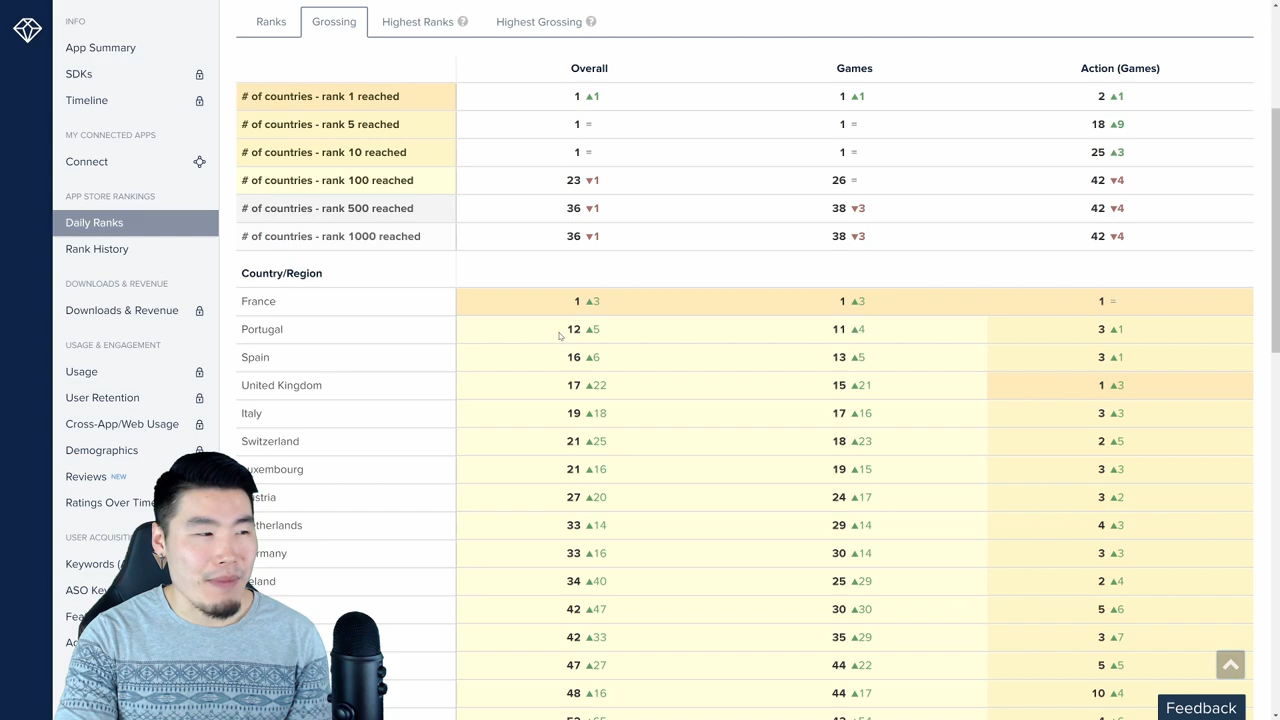 INFO
App Summary
SDKs
Timeline
MY CONNECTED APPS
Connect
APP STORE RANKINGS
Daily Ranks
Rank History
DOWNLOADS & REVENUE
Downloads & Revenue
USAGE & ENGAGEMENT
Usage
User Retention
Cross-App/Web Usage
Demographics
Reviews NEW
Ratings Over Time
USER
Keywords
ASO
Ranks Grossing Highest Ranks ? Highest Grossing ?
Overall Games Action (Games)
# of countries - rank 1 reached 1 ▲1 1 ▲1 2 ▲1
# of countries - rank 5 reached 1 = 1 = 18 ▲9
# of countries - rank 10 reached 1 = 1 = 25 ▲3
# of countries - rank 100 reached 23 ▼1 26 = 42 ▼4
# of countries - rank 500 reached 36 ▼1 38 ▼3 42 ▼4
# of countries - rank 1000 reached 36 ▼1 38 ▼3 42 ▼4
Country/Region
France 1 ▲3 1 ▲3 1 =
Portugal 12 ▲5 11 ▲4 3 ▲1
Spain 16 ▲6 13 ▲5 3 ▲1
United Kingdom 17 ▲22 15 ▲21 1 ▲3
Italy 19 ▲18 17 ▲16 3 ▲3
Switzerland 21 ▲25 18 ▲23 2 ▲5
uxembourg 21 ▲16 19 ▲15 3 ▲3
stria 27 ▲20 24 ▲17 3 ▲2
therlands 33 ▲14 29 ▲14 4 ▲3
rmany 33 ▲16 30 ▲14 3 ▲3
eland 34 ▲40 25 ▲29 2 ▲4
42 ▲47 30 ▲30 5 ▲6
42 ▲33 35 ▲29 3 ▲7
47 ▲27 44 ▲22 5 ▲5
48 ▲16 44 ▲17 10 ▲4
Feedback